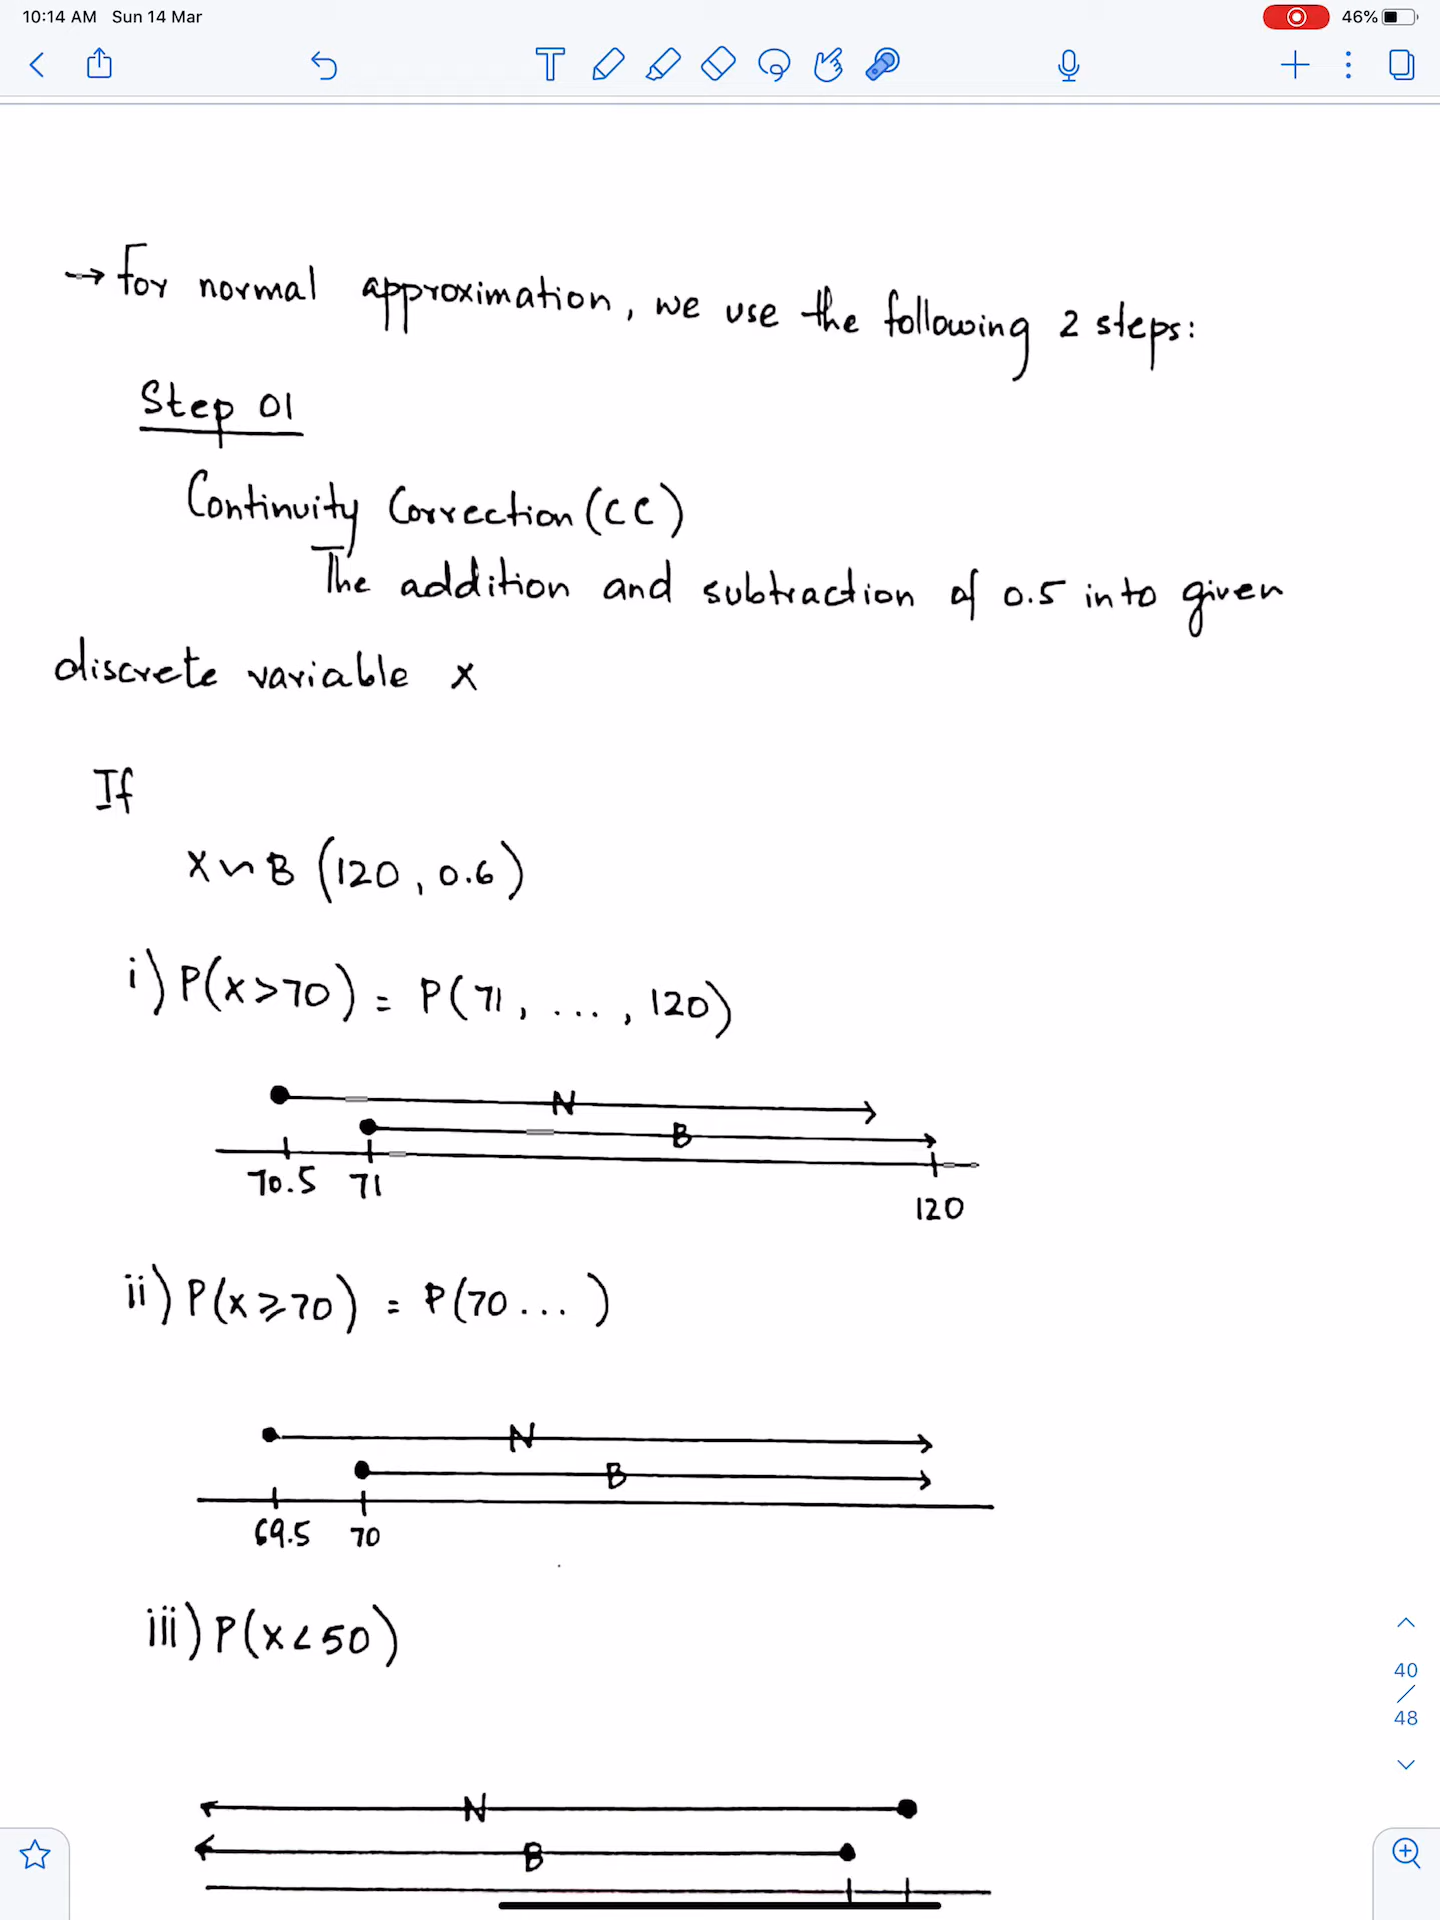 10:14 AM Sun 14 Mar 46%
→ For normal approximation, we use the following 2 steps:
Step 01
Continuity Correction (CC)
The addition and subtraction of 0.5 into given
discrete variable x
If
X ~ B (120, 0.6)
i) P(x>70) = P(71, ..., 120)
N
B
70.5 71 120
ii) P(x≥70) = P(70 ... )
N
B
69.5 70
iii) P(x<50)
40
/
48
N
B